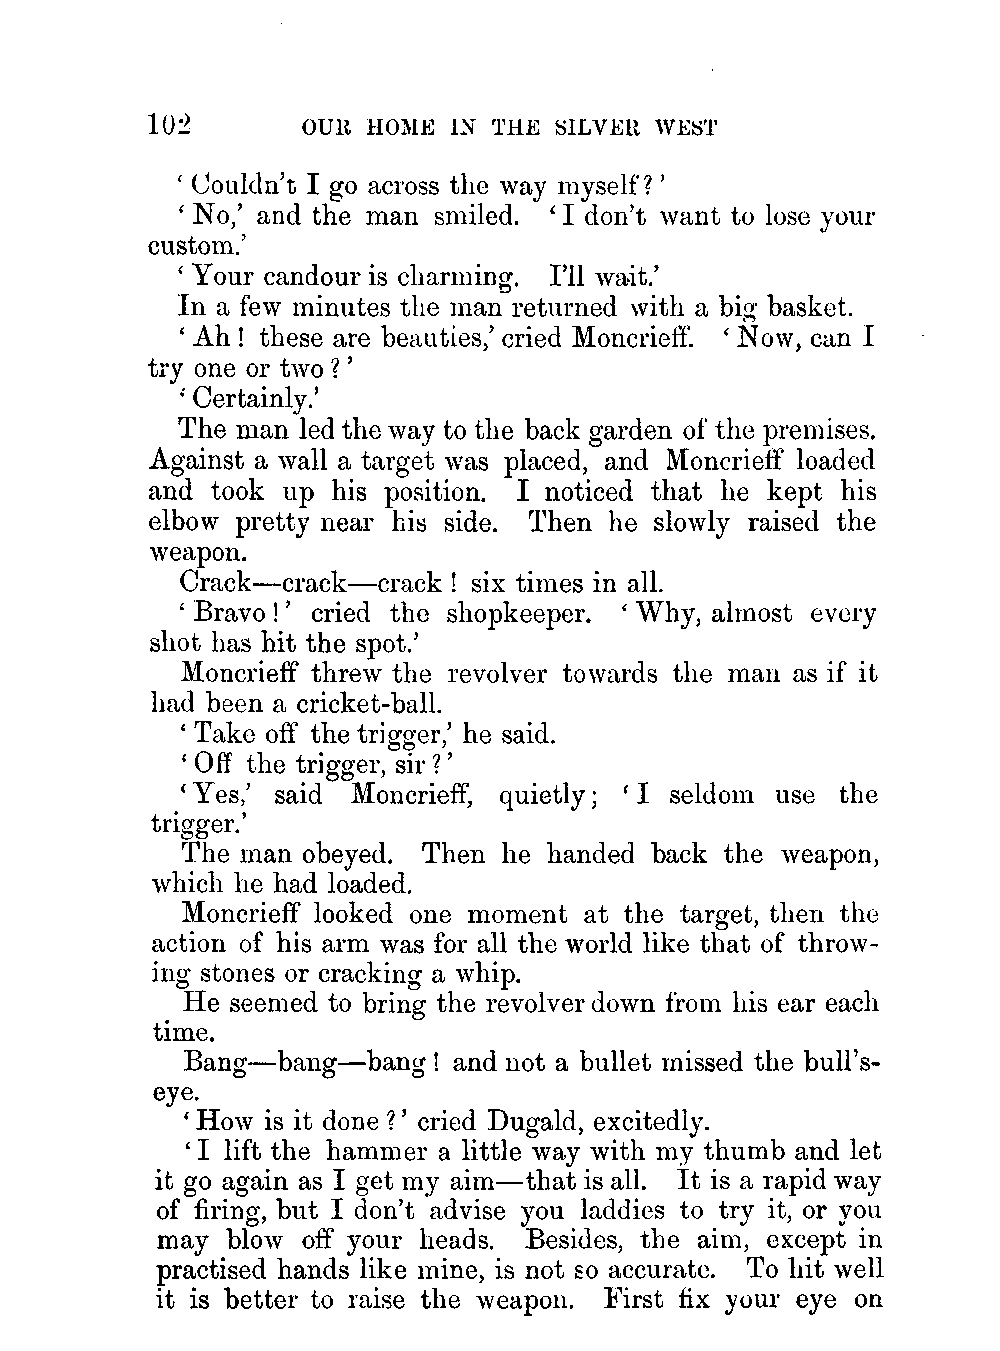 102 OUR HOME IN THE SILVER WEST
‘Couldn’t I go across the way myself?’
‘No,’ and the man smiled. ‘I don’t want to lose your
custom.’
‘Your candour is charming. I’ll wait.’
In a few minutes the man returned with a big basket.
‘Ah! these are beauties,’ cried Moncrieff. ‘Now, can I
try one or two?’
‘Certainly.’
The man led the way to the back garden of the premises.
Against a wall a target was placed, and Moncrieff loaded
and took up his position. I noticed that he kept his
elbow pretty near his side. Then he slowly raised the
weapon.
Crack—crack—crack! six times in all.
‘Bravo!’ cried the shopkeeper. ‘Why, almost every
shot has hit the spot.’
Moncrieff threw the revolver towards the man as if it
had been a cricket-ball.
‘Take off the trigger,’ he said.
‘Off the trigger, sir?’
‘Yes,’ said Moncrieff, quietly; ‘I seldom use the
trigger.’
The man obeyed. Then he handed back the weapon,
which he had loaded.
Moncrieff looked one moment at the target, then the
action of his arm was for all the world like that of throw-
ing stones or cracking a whip.
He seemed to bring the revolver down from his ear each
time.
Bang—bang—bang! and not a bullet missed the bull’s-
eye.
‘How is it done?’ cried Dugald, excitedly.
‘I lift the hammer a little way with my thumb and let
it go again as I get my aim—that is all. It is a rapid way
of firing, but I don’t advise you laddies to try it, or you
may blow off your heads. Besides, the aim, except in
practised hands like mine, is not so accurate. To hit well
it is better to raise the weapon. First fix your eye on